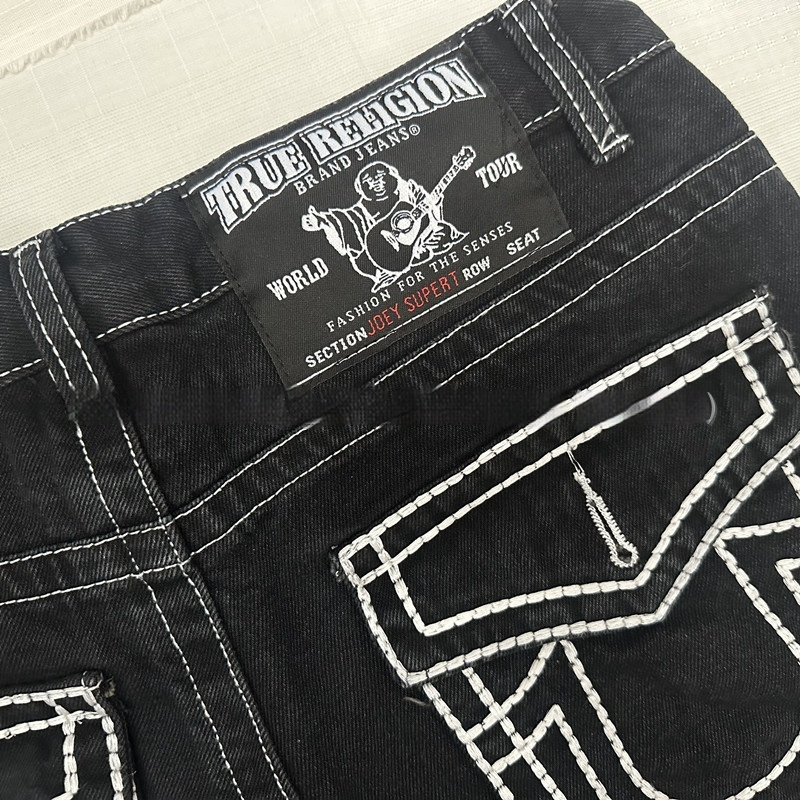 TRUE RELIGION
BRAND JEANS®
WORLD TOUR
FASHION FOR THE SENSES
SECTION JOEY SUPERT ROW SEAT